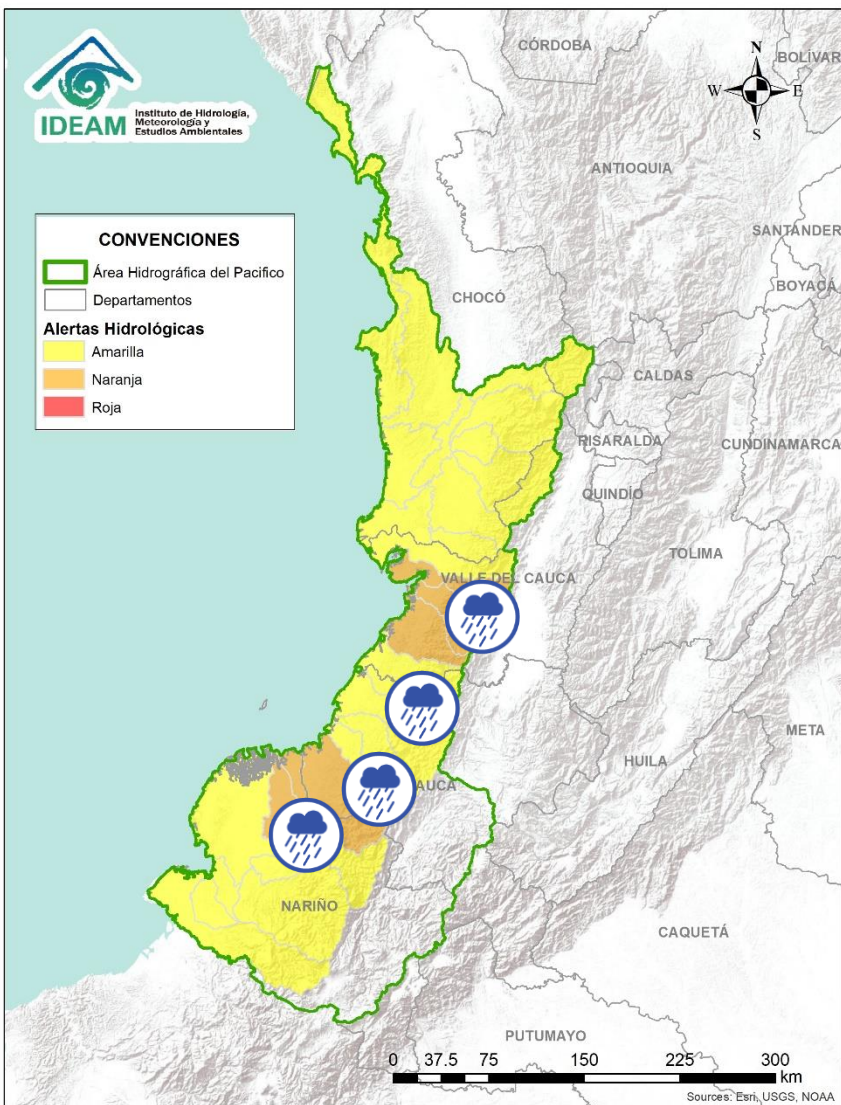 IDEAM
Instituto de Hidrología,
Meteorología y
Estudios Ambientales
CÓRDOBA
BOLÍVAR
N
W
E
S
ANTIOQUIA
SANTANDER
BOYACÁ
CONVENCIONES
Área Hidrográfica del Pacifico
Departamentos
Alertas Hidrológicas
Amarilla
Naranja
Roja
CHOCÓ
CALDAS
RISARALDA
CUNDINAMARCA
QUINDÍO
TOLIMA
VALLE DEL CAUCA
META
HUILA
AUCA
NARIÑO
CAQUETÁ
PUTUMAYO
0 37.5 75 150 225 300
km
Sources: Esri, USGS, NOAA